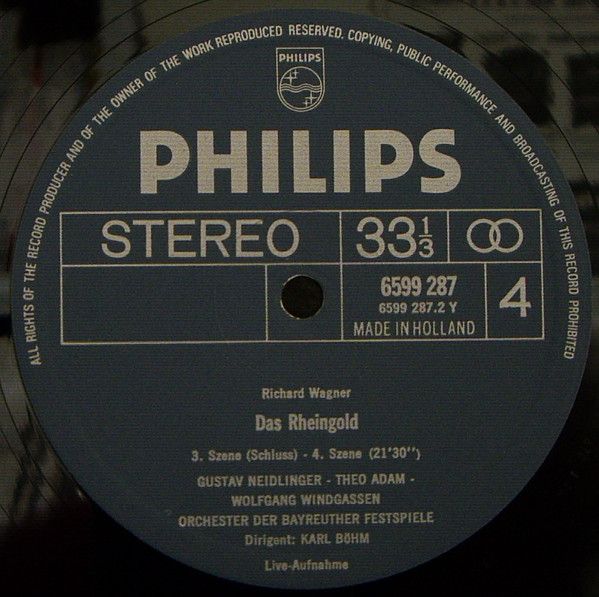 ALL RIGHTS OF THE RECORD PRODUCER AND OF THE OWNER OF THE WORK REPRODUCED RESERVED. COPYING, PUBLIC PERFORMANCE AND BROADCASTING OF THIS RECORD PROHIBITED
PHILIPS
PHILIPS
STEREO 33 1/3
6599 287
6599 287.2 Y
4
MADE IN HOLLAND
Richard Wagner
Das Rheingold
3. Szene (Schluss) - 4. Szene (21'30'')
GUSTAV NEIDLINGER - THEO ADAM -
WOLFGANG WINDGASSEN
ORCHESTER DER BAYREUTHER FESTSPIELE
Dirigent: KARL BÖHM
Live-Aufnahme